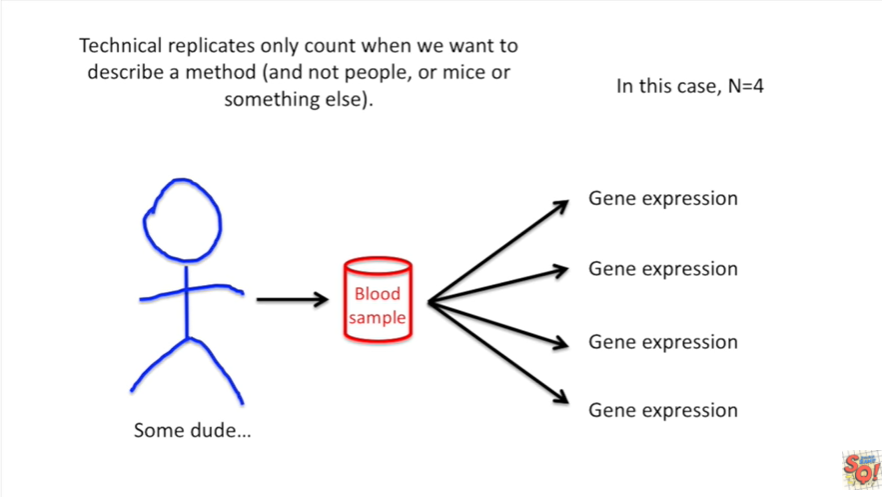 Technical replicates only count when we want to
describe a method (and not people, or mice or
something else).
In this case, N=4
Gene expression
Gene expression
Blood
sample
Gene expression
Gene expression
Some dude...
SQ!